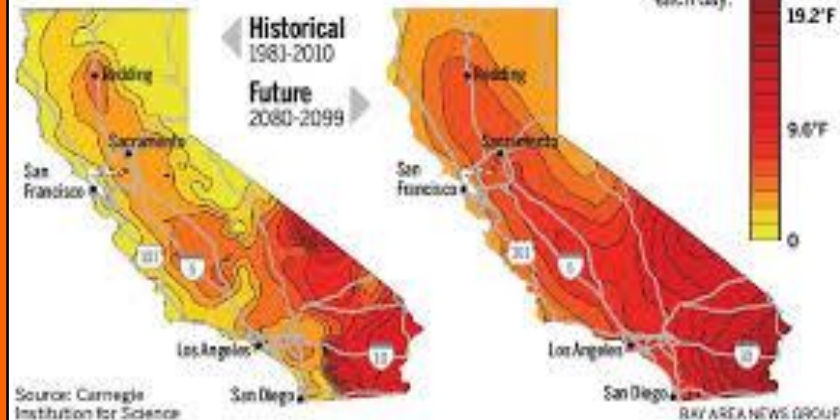 each day.
Historical
1981-2010
Future
2080-2099
19.2°F
9.6°F
0
Redding
Sacramento
San
Francisco
101
5
Los Angeles
10
San Diego
Redding
Sacramento
San
Francisco
101
5
Los Angeles
10
San Diego
Source: Carnegie
Institution for Science
BAY AREA NEWS GROUP